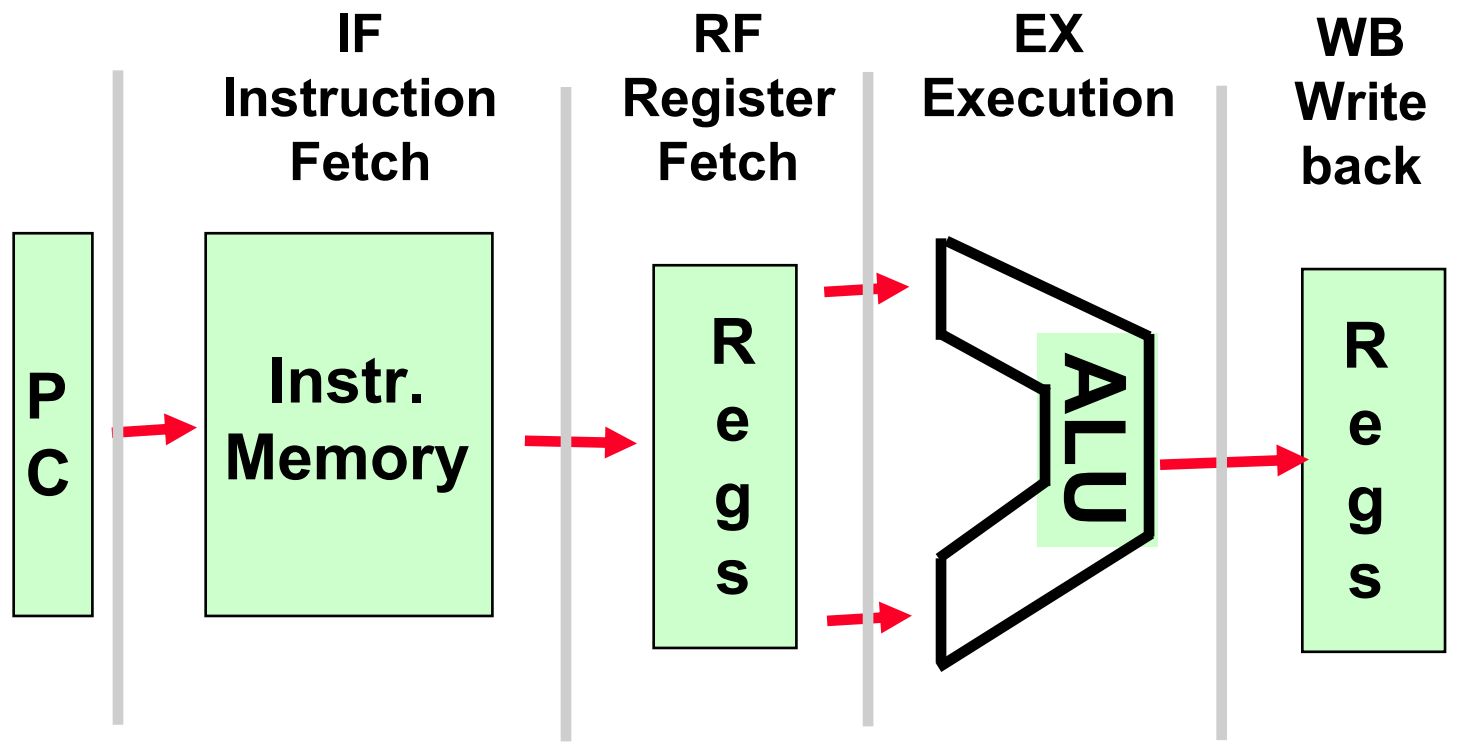 IF
Instruction
Fetch
RF
Register
Fetch
EX
Execution
WB
Write
back
P
C
Instr.
Memory
R
e
g
s
ALU
R
e
g
s